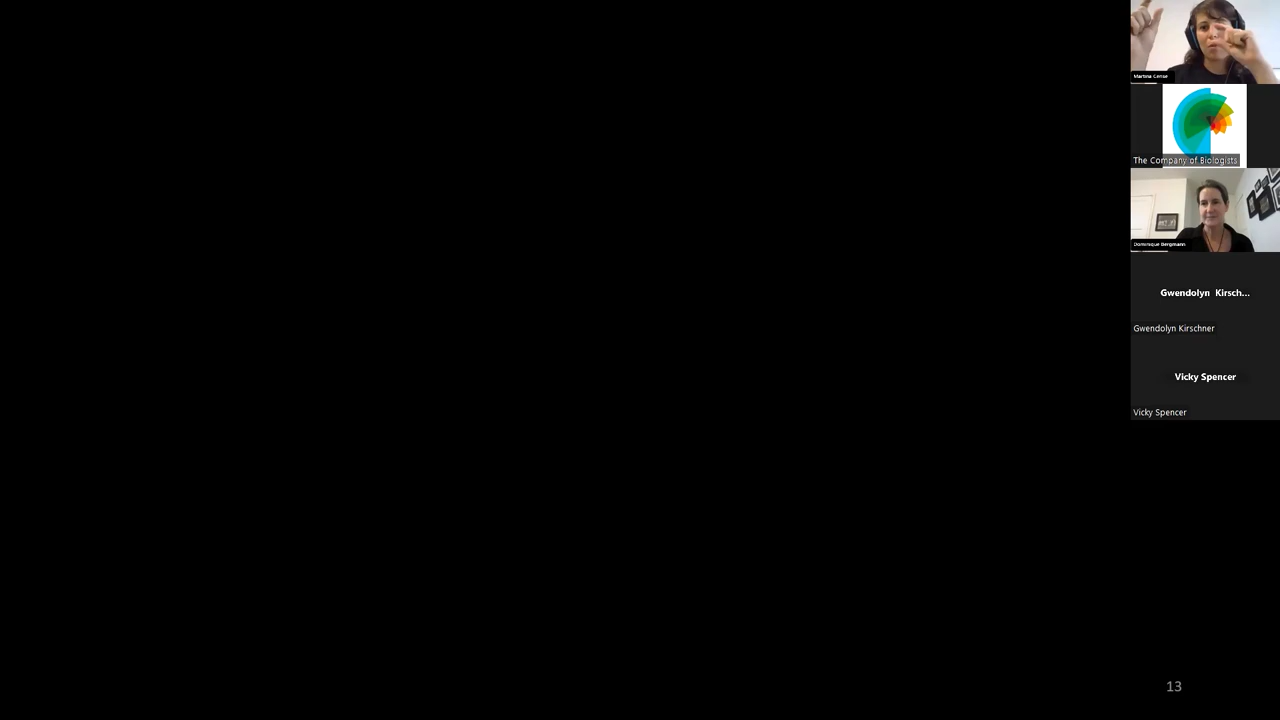 Martina Cerise
The Company of Biologists
Dominique Bergmann
Gwendolyn Kirsch...
Gwendolyn Kirschner
Vicky Spencer
Vicky Spencer
13